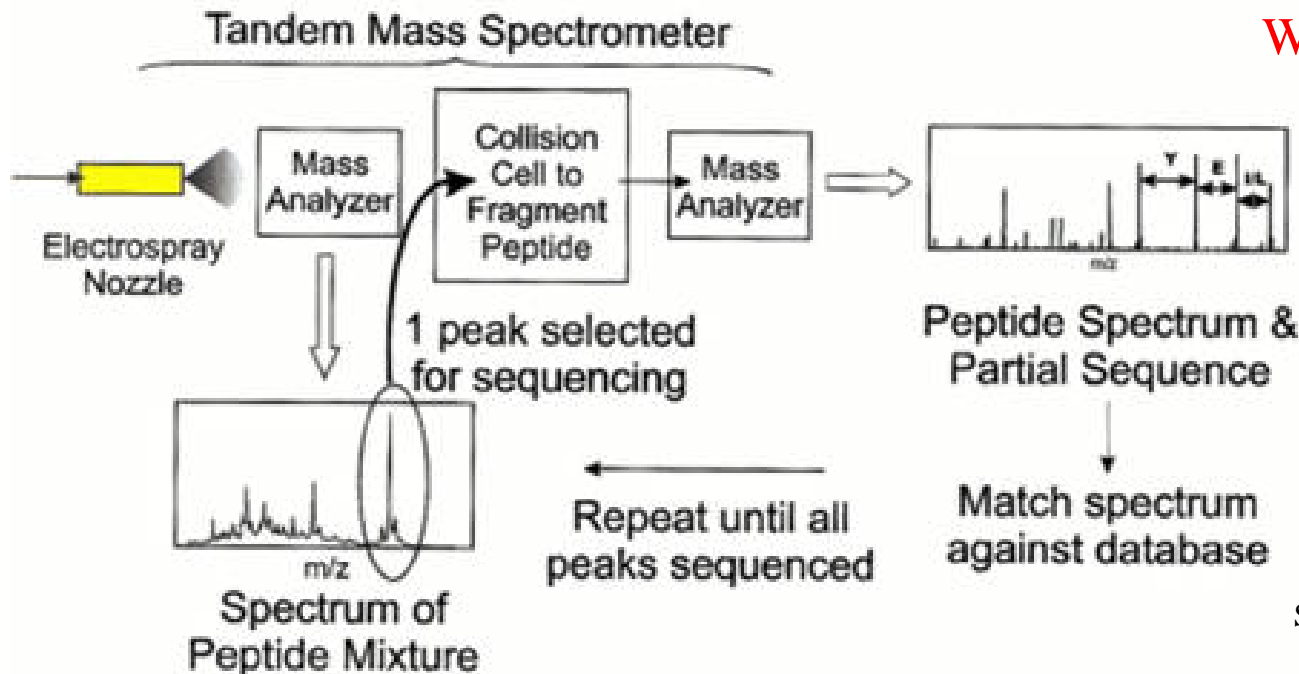 Tandem Mass Spectrometer
W
Electrospray
Nozzle
Mass
Analyzer
Collision
Cell to
Fragment
Peptide
Mass
Analyzer
Y
E
I/L
m/z
1 peak selected
for sequencing
Peptide Spectrum &
Partial Sequence
m/z
Spectrum of
Peptide Mixture
Repeat until all
peaks sequenced
Match spectrum
against database
s